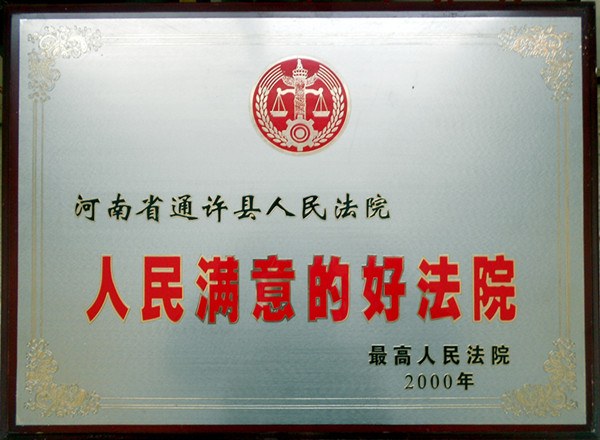 河南省通许县人民法院
人民满意的好法院
最高人民法院
2000年